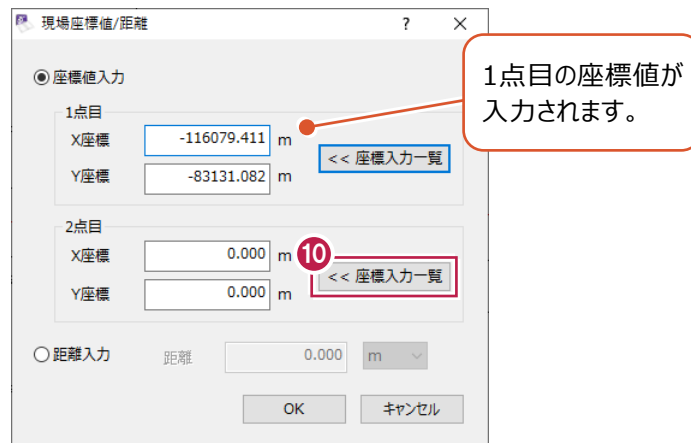 現場座標値/距離
? ×
座標値入力
1点目
X座標 -116079.411 m
<< 座標入力一覧
Y座標 -83131.082 m
1点目の座標値が
入力されます。
2点目
X座標 0.000 m
10
<< 座標入力一覧
Y座標 0.000 m
距離入力 距離 0.000 m
OK キャンセル